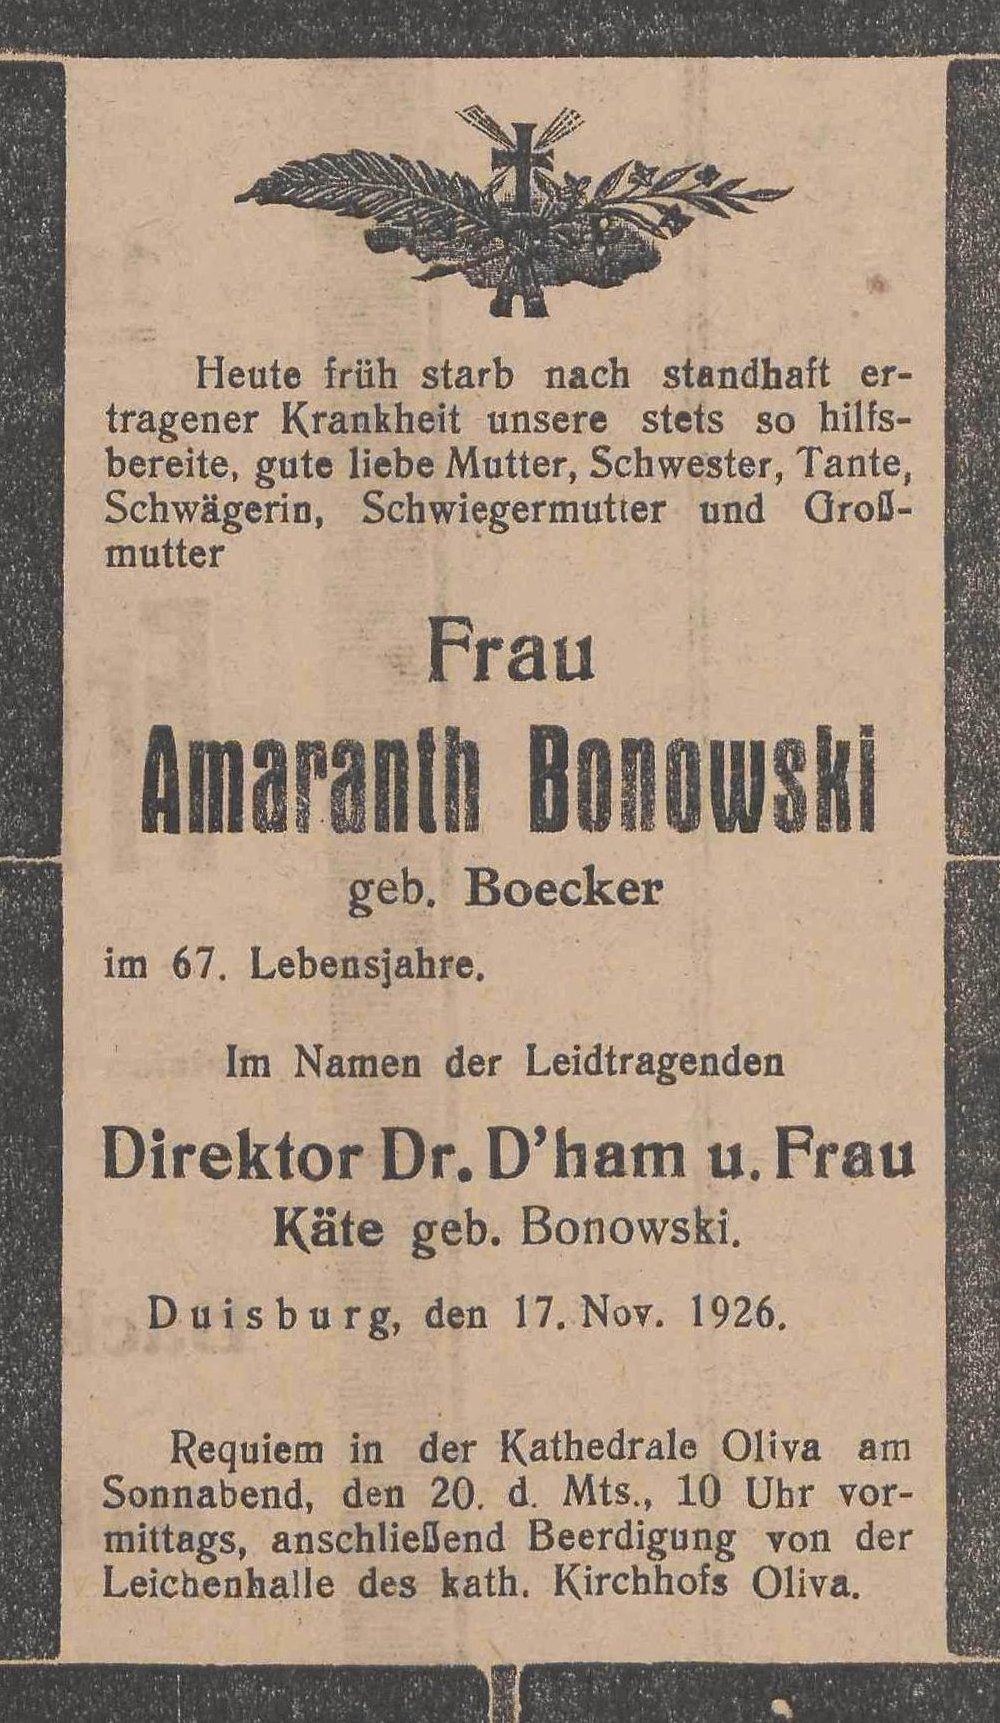 Heute früh starb nach standhaft er-
tragener Krankheit unsere stets so hilfs-
bereite, gute liebe Mutter, Schwester, Tante,
Schwägerin, Schwiegermutter und Groß-
mutter
Frau
Amaranth Bonowski
geb. Boecker
im 67. Lebensjahre.
Im Namen der Leidtragenden
Direktor Dr. D'ham u. Frau
Käte geb. Bonowski.
Duisburg, den 17. Nov. 1926.
Requiem in der Kathedrale Oliva am
Sonnabend, den 20. d. Mts., 10 Uhr vor-
mittags, anschließend Beerdigung von der
Leichenhalle des kath. Kirchhofs Oliva.